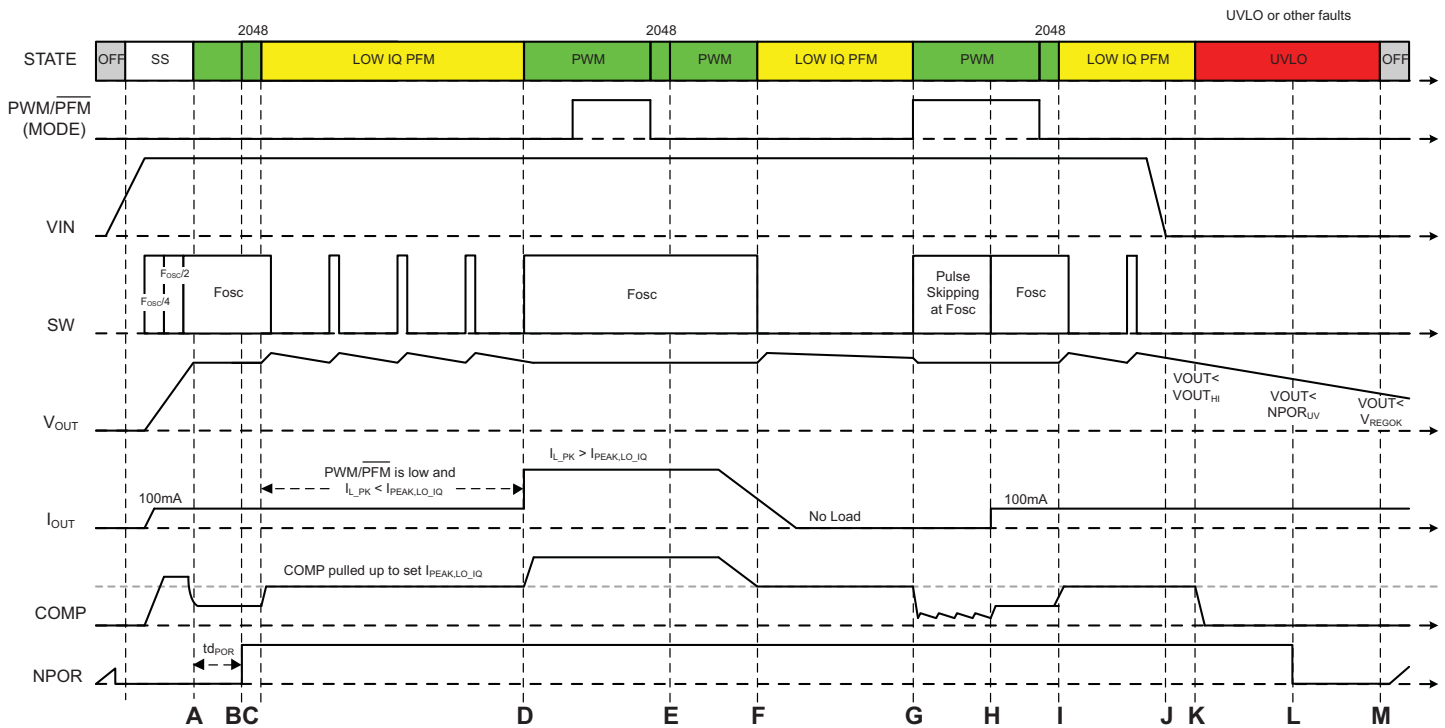 UVLO or other faults
2048 2048 2048
STATE OFF SS LOW IQ PFM PWM PWM LOW IQ PFM PWM LOW IQ PFM UVLO OFF
PWM/PFM
(MODE)
VIN
FOSC/2
FOSC/4
Fosc Fosc
Pulse
Skipping
at Fosc
Fosc
SW
VOUT<
VOUTHI
VOUT<
NPORUV
VOUT<
VREGOK
VOUT
PWM/PFM is low and
IL_PK < IPEAK,LO_IQ
IL_PK > IPEAK,LO_IQ
100mA 100mA
No Load
IOUT
COMP pulled up to set IPEAK,LO_IQ
COMP
tdPOR
NPOR
A B C D E F G H I J K L M